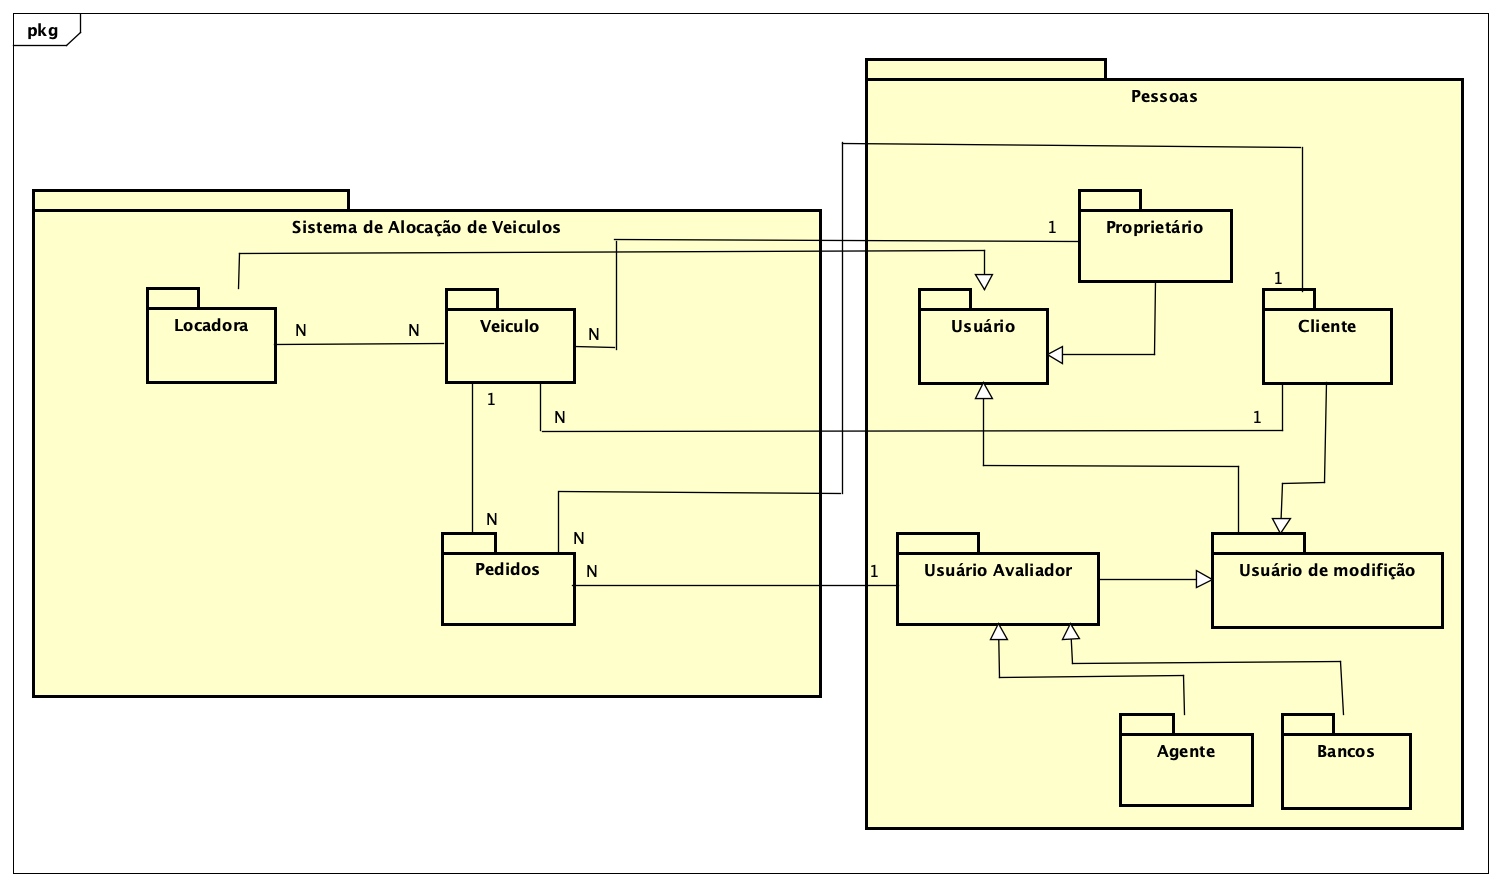 pkg
Pessoas
Sistema de Alocação de Veiculos
1
Proprietário
1
Locadora
N
N
Veiculo
N
Usuário
Cliente
1
N
1
N
N
Pedidos
N
1
Usuário Avaliador
Usuário de modifição
Agente
Bancos